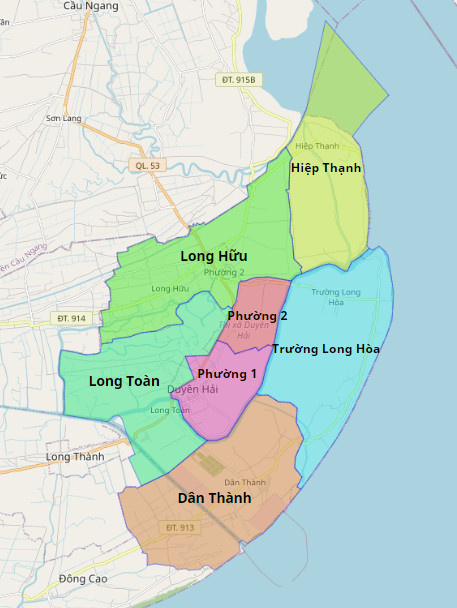 Cầu Ngang
ĐT. 915B
Sơn Lang
Hiệp Thạnh
QL. 53
Hiệp Thạnh
Long Hữu
Phường 2
Long Hữu
Trường Long
Hòa
ĐT. 914
Phường 2
Thị xã Duyên
Hải
Trường Long Hòa
Long Toàn
Phường 1
Duyên Hải
Long Toàn
Long Thành
Dân Thành
Dân Thành
ĐT. 913
Đông Cao